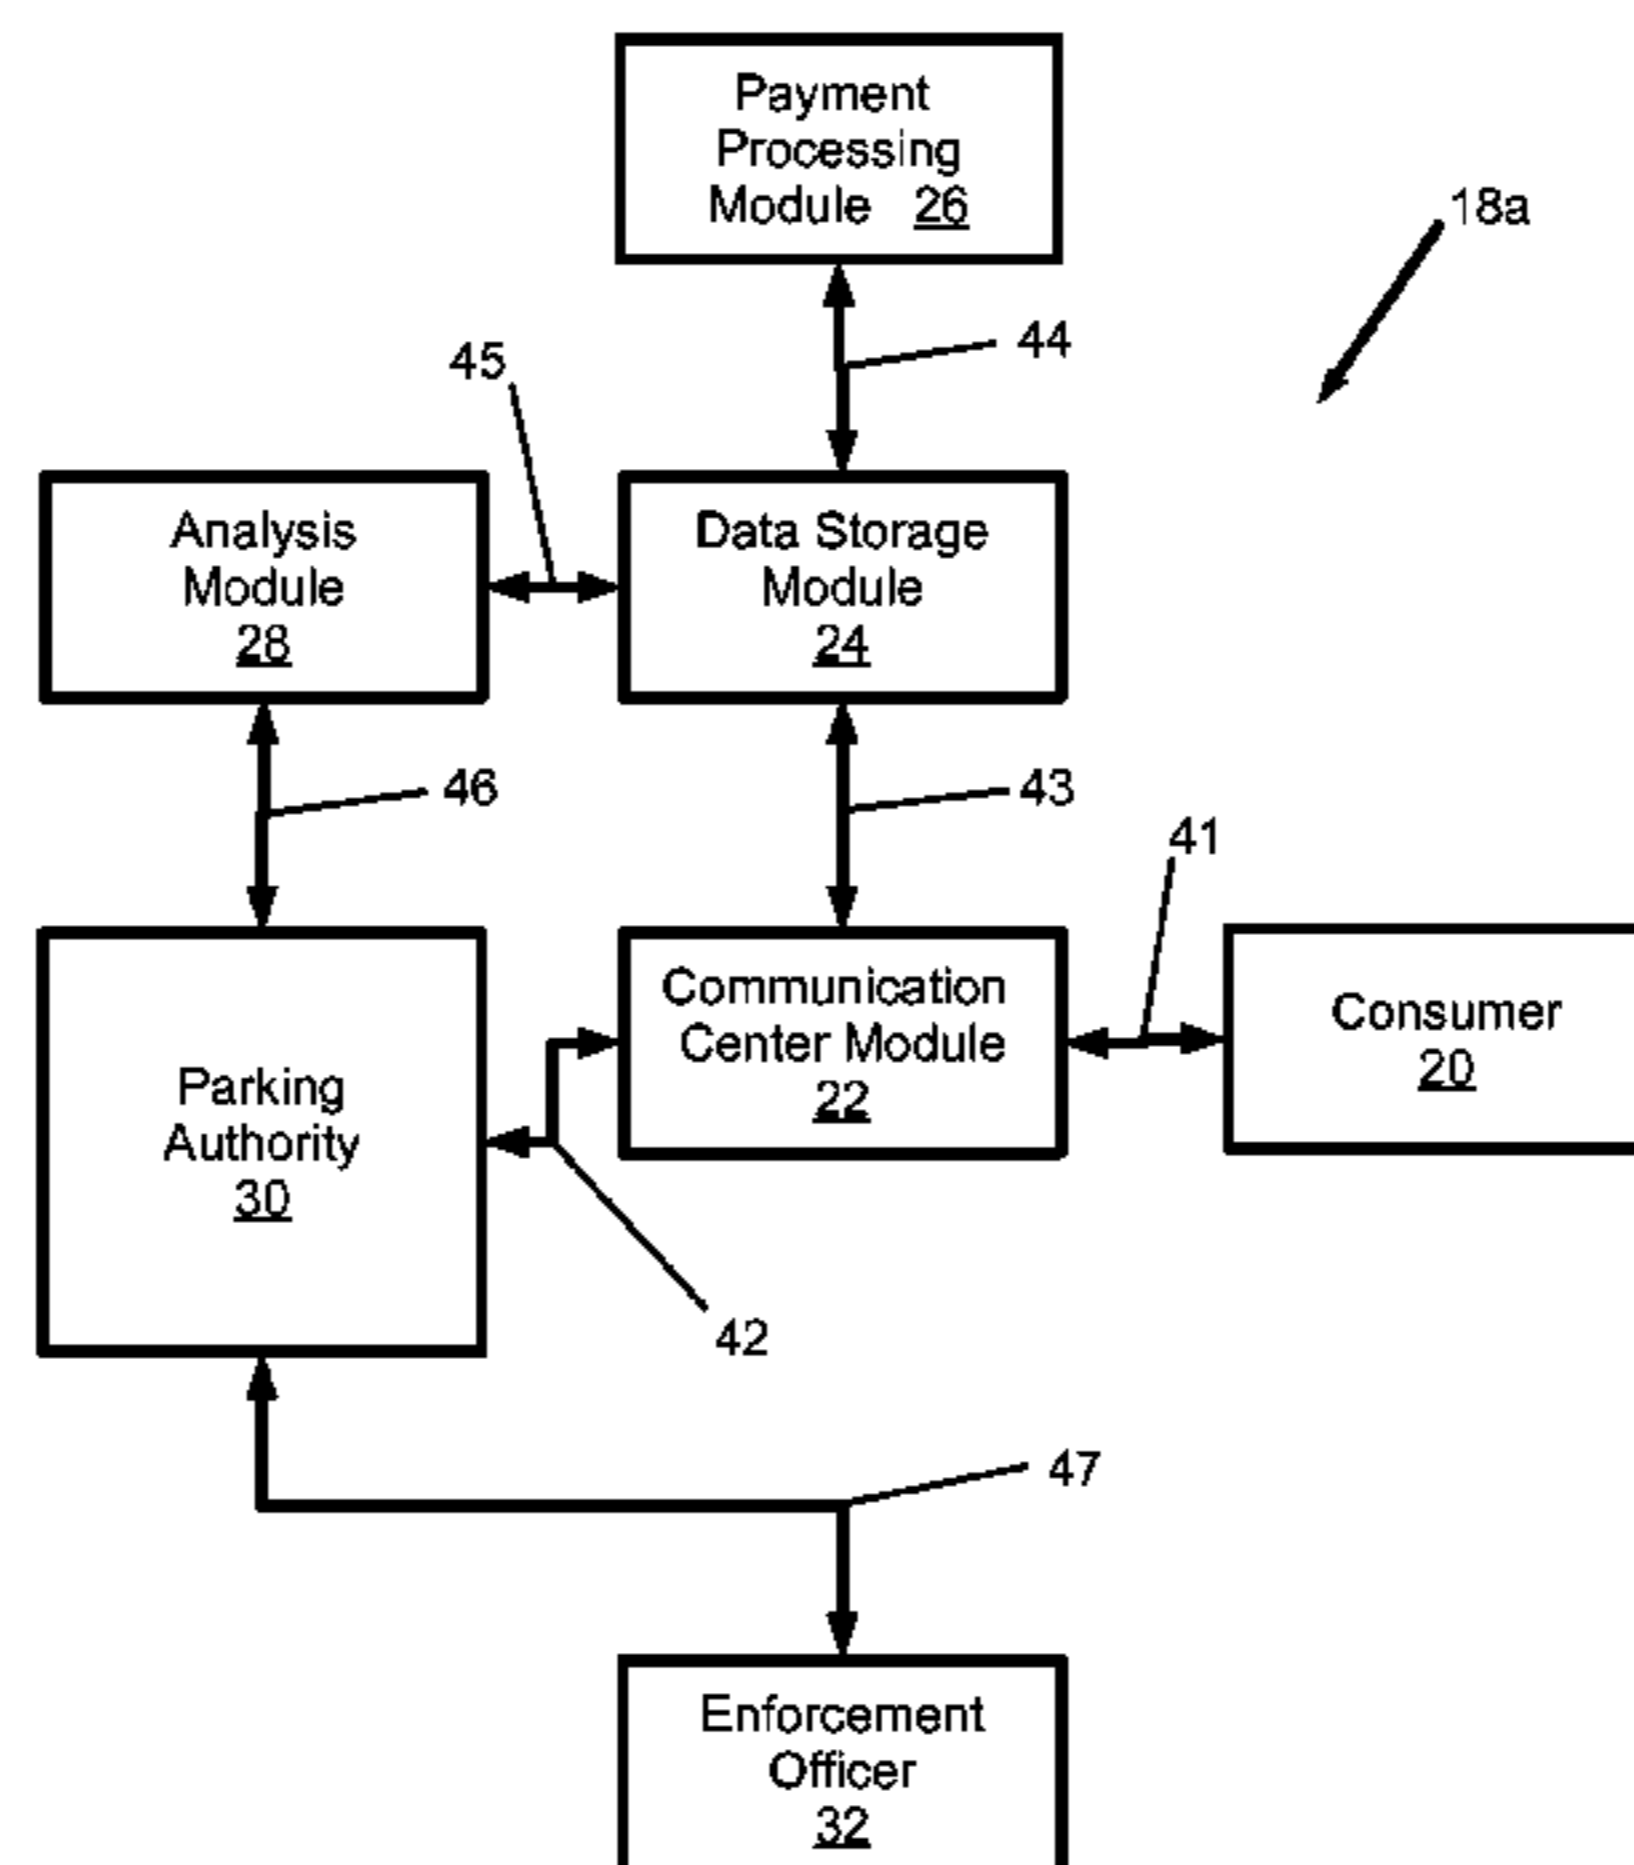 Payment
Processing
Module 26
18a
44
45
Analysis
Module
28
Data Storage
Module
24
46
43
41
Parking
Authority
30
Communication
Center Module
22
Consumer
20
42
47
Enforcement
Officer
32